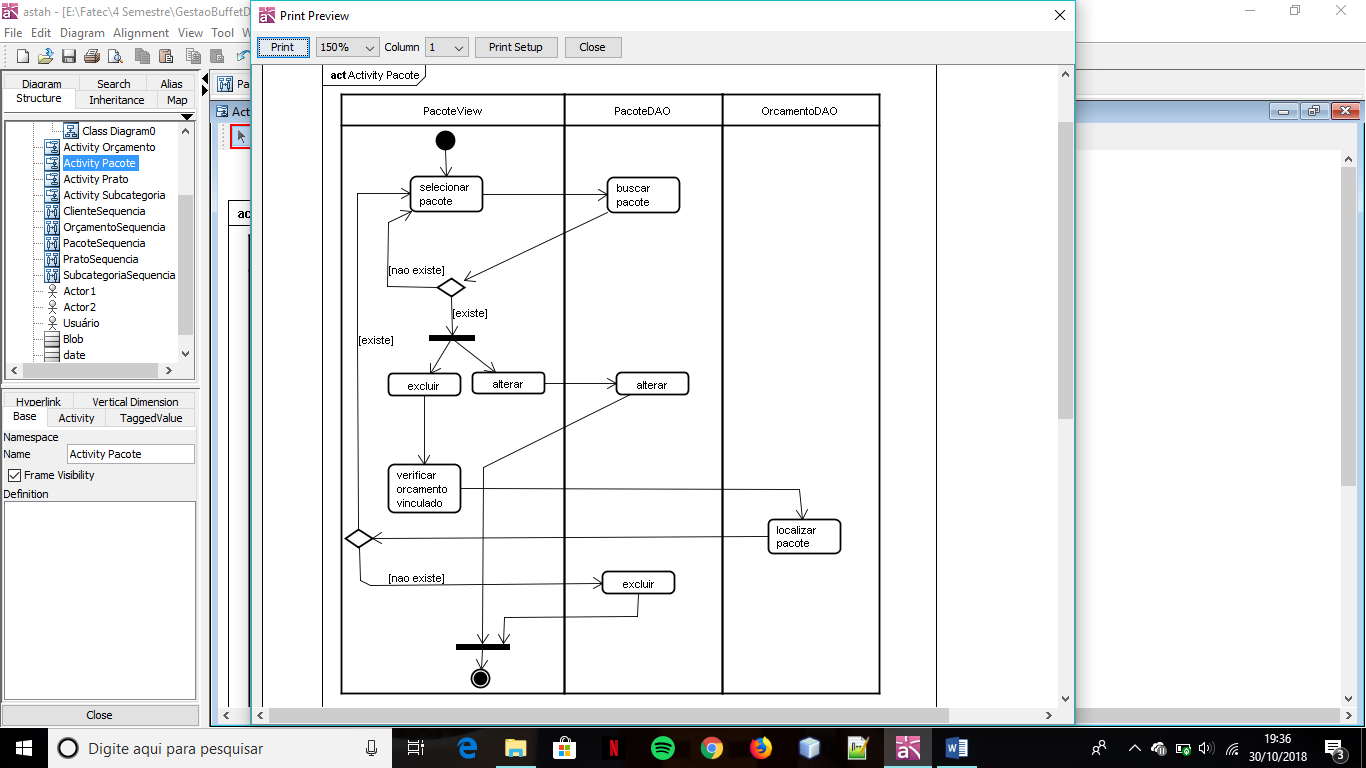 astah - [E:\Fatec\4 Semestre\GestaoBuffetD
Print Preview
File Edit Diagram Alignment View Tool W
Print 150% Column 1 Print Setup Close
Diagram Search Alias
Structure Inheritance Map
Class Diagram0
Activity Orçamento
Activity Pacote
Activity Prato
Activity Subcategoria
ClienteSequencia
OrçamentoSequencia
PacoteSequencia
PratoSequencia
SubcategoriaSequencia
Actor1
Actor2
Usuário
Blob
date
Hyperlink Vertical Dimension
Base Activity TaggedValue
Namespace
Name Activity Pacote
Frame Visibility
Definition
Close
Pa
Act
ac
act Activity Pacote
PacoteView PacoteDAO OrcamentoDAO
selecionar
pacote
buscar
pacote
[nao existe]
[existe]
[existe]
excluir alterar alterar
verificar
orcamento
vinculado
localizar
pacote
[nao existe]
excluir
Digite aqui para pesquisar
19:36
30/10/2018
3